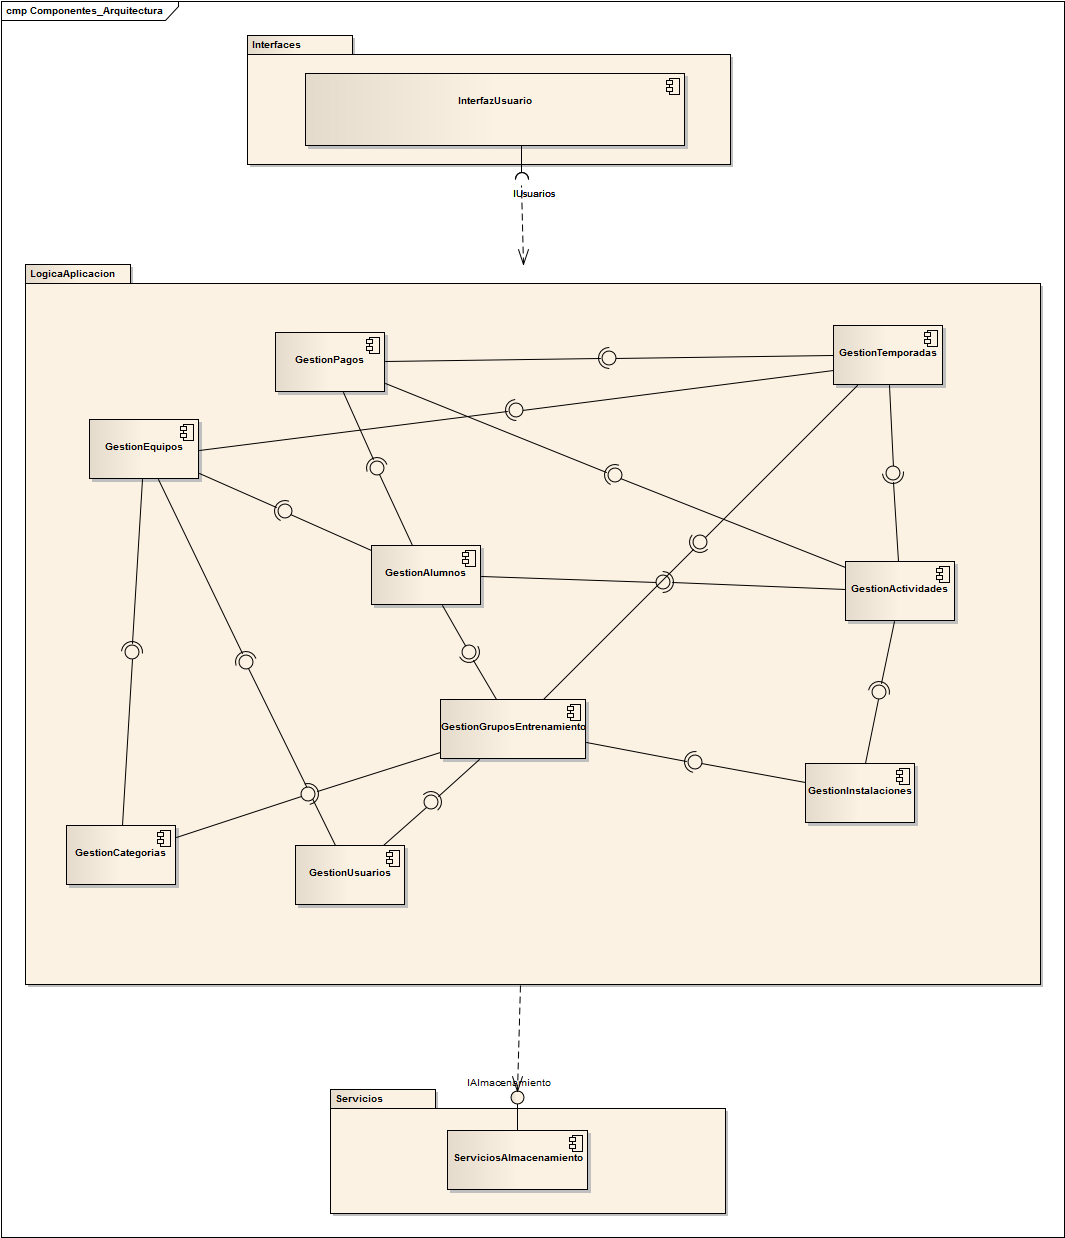 cmp Componentes_Arquitectura
Interfaces
InterfazUsuario
IUsuarios
LogicaAplicacion
GestionPagos
GestionTemporadas
GestionEquipos
GestionAlumnos
GestionActividades
GestionGruposEntrenamiento
GestionInstalaciones
GestionCategorias
GestionUsuarios
IAlmacenamiento
Servicios
ServiciosAlmacenamiento